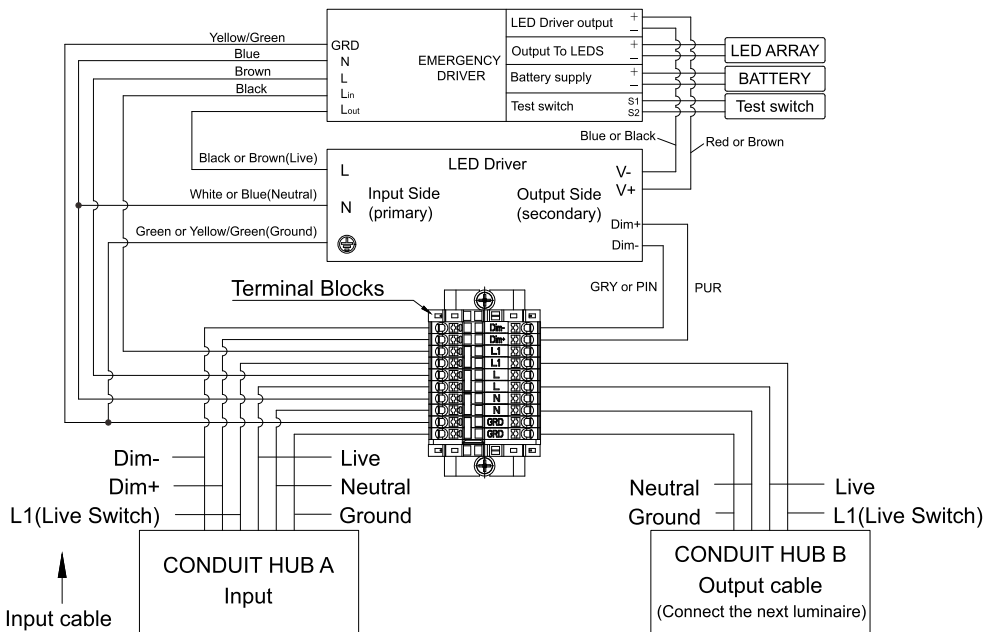 Yellow/Green
Blue
Brown
Black
GRD
N
L
Lin
Lout
EMERGENCY
DRIVER
LED Driver output
+
−
Output To LEDS
+
−
Battery supply
+
−
Test switch
S1
S2
LED ARRAY
BATTERY
Test switch
Blue or Black
Red or Brown
Black or Brown(Live)
White or Blue(Neutral)
Green or Yellow/Green(Ground)
LED Driver
L
N
Input Side
(primary)
Output Side
(secondary)
V-
V+
Dim+
Dim-
GRY or PIN
PUR
Terminal Blocks
Dim-
Dim+
L1
L1
L
L
N
N
GRD
GRD
Dim-
Dim+
L1(Live Switch)
Live
Neutral
Ground
Neutral
Ground
Live
L1(Live Switch)
CONDUIT HUB A
Input
Input cable
CONDUIT HUB B
Output cable
(Connect the next luminaire)